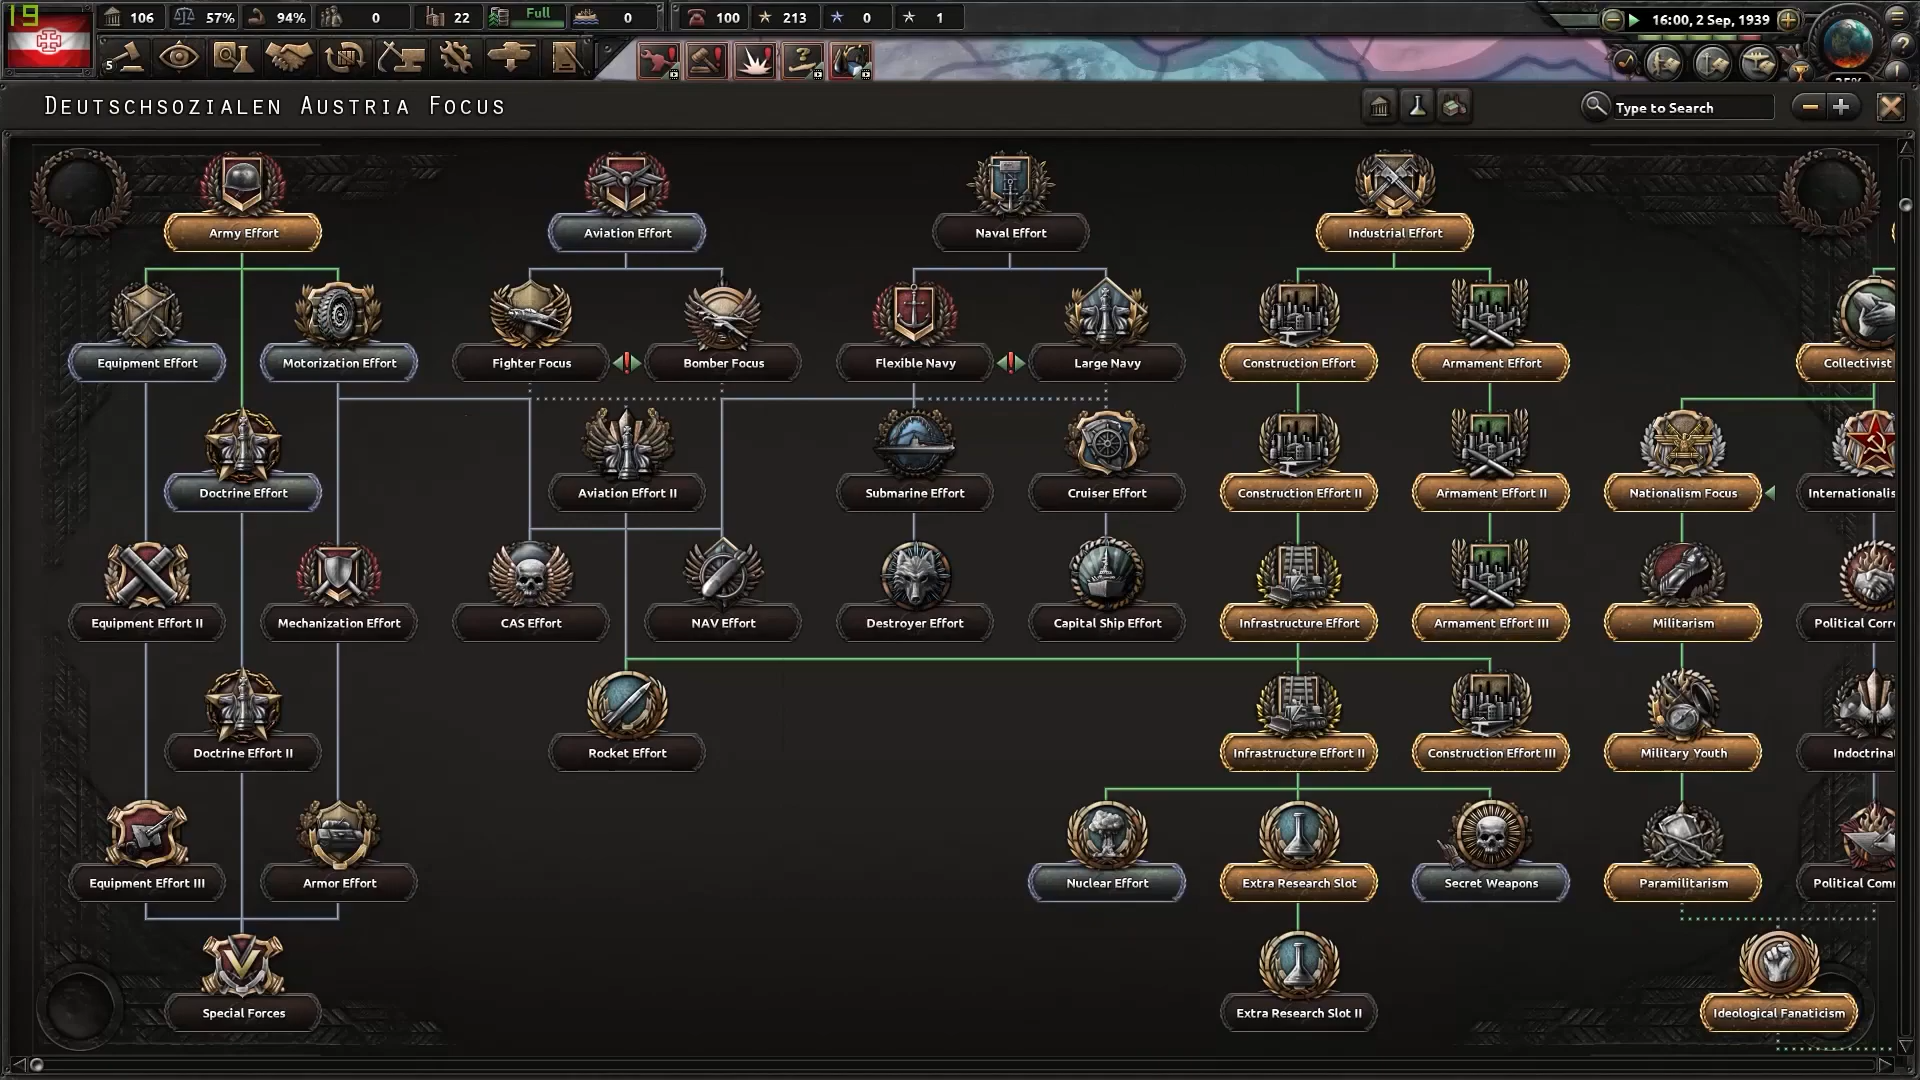 19
106
57%
94%
0
22
Full
0
100
213
0
1
16:00, 2 Sep, 1939
5
Deutschsozialen Austria Focus
Type to Search
Army Effort
Aviation Effort
Naval Effort
Industrial Effort
Equipment Effort
Motorization Effort
Fighter Focus
Bomber Focus
Flexible Navy
Large Navy
Construction Effort
Armament Effort
Collectivist
Doctrine Effort
Aviation Effort II
Submarine Effort
Cruiser Effort
Construction Effort II
Armament Effort II
Nationalism Focus
Internationalis
Equipment Effort II
Mechanization Effort
CAS Effort
NAV Effort
Destroyer Effort
Capital Ship Effort
Infrastructure Effort
Armament Effort III
Militarism
Political Corre
Doctrine Effort II
Rocket Effort
Infrastructure Effort II
Construction Effort III
Military Youth
Indoctrinat
Equipment Effort III
Armor Effort
Nuclear Effort
Extra Research Slot
Secret Weapons
Paramilitarism
Political Com
Special Forces
Extra Research Slot II
Ideological Fanaticism